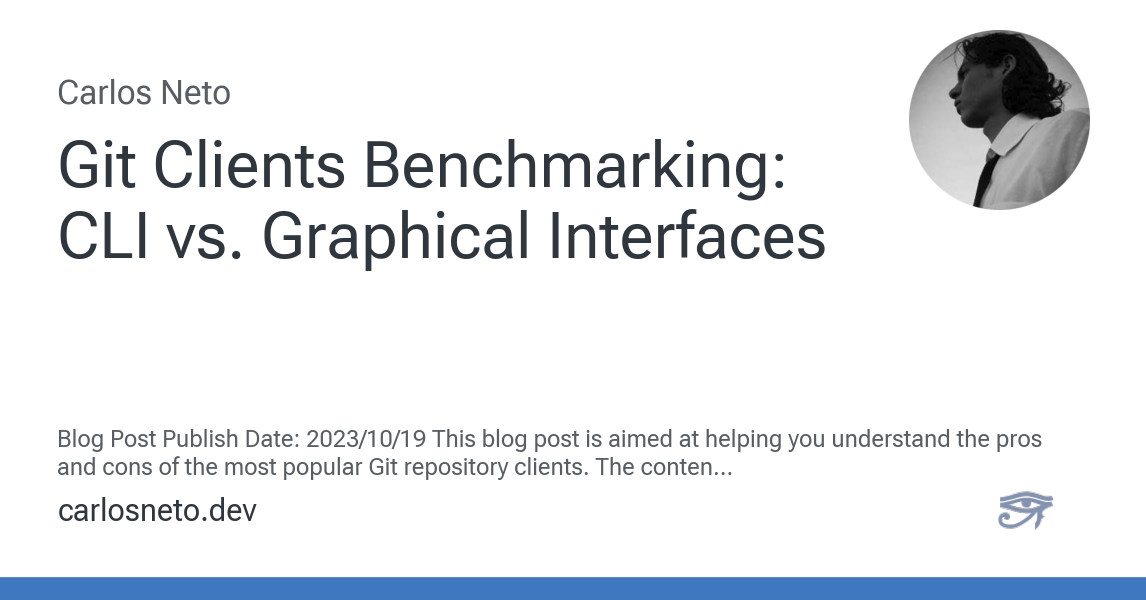 Carlos Neto
Git Clients Benchmarking:
CLI vs. Graphical Interfaces
Blog Post Publish Date: 2023/10/19 This blog post is aimed at helping you understand the pros
and cons of the most popular Git repository clients. The conten...
carlosneto.dev